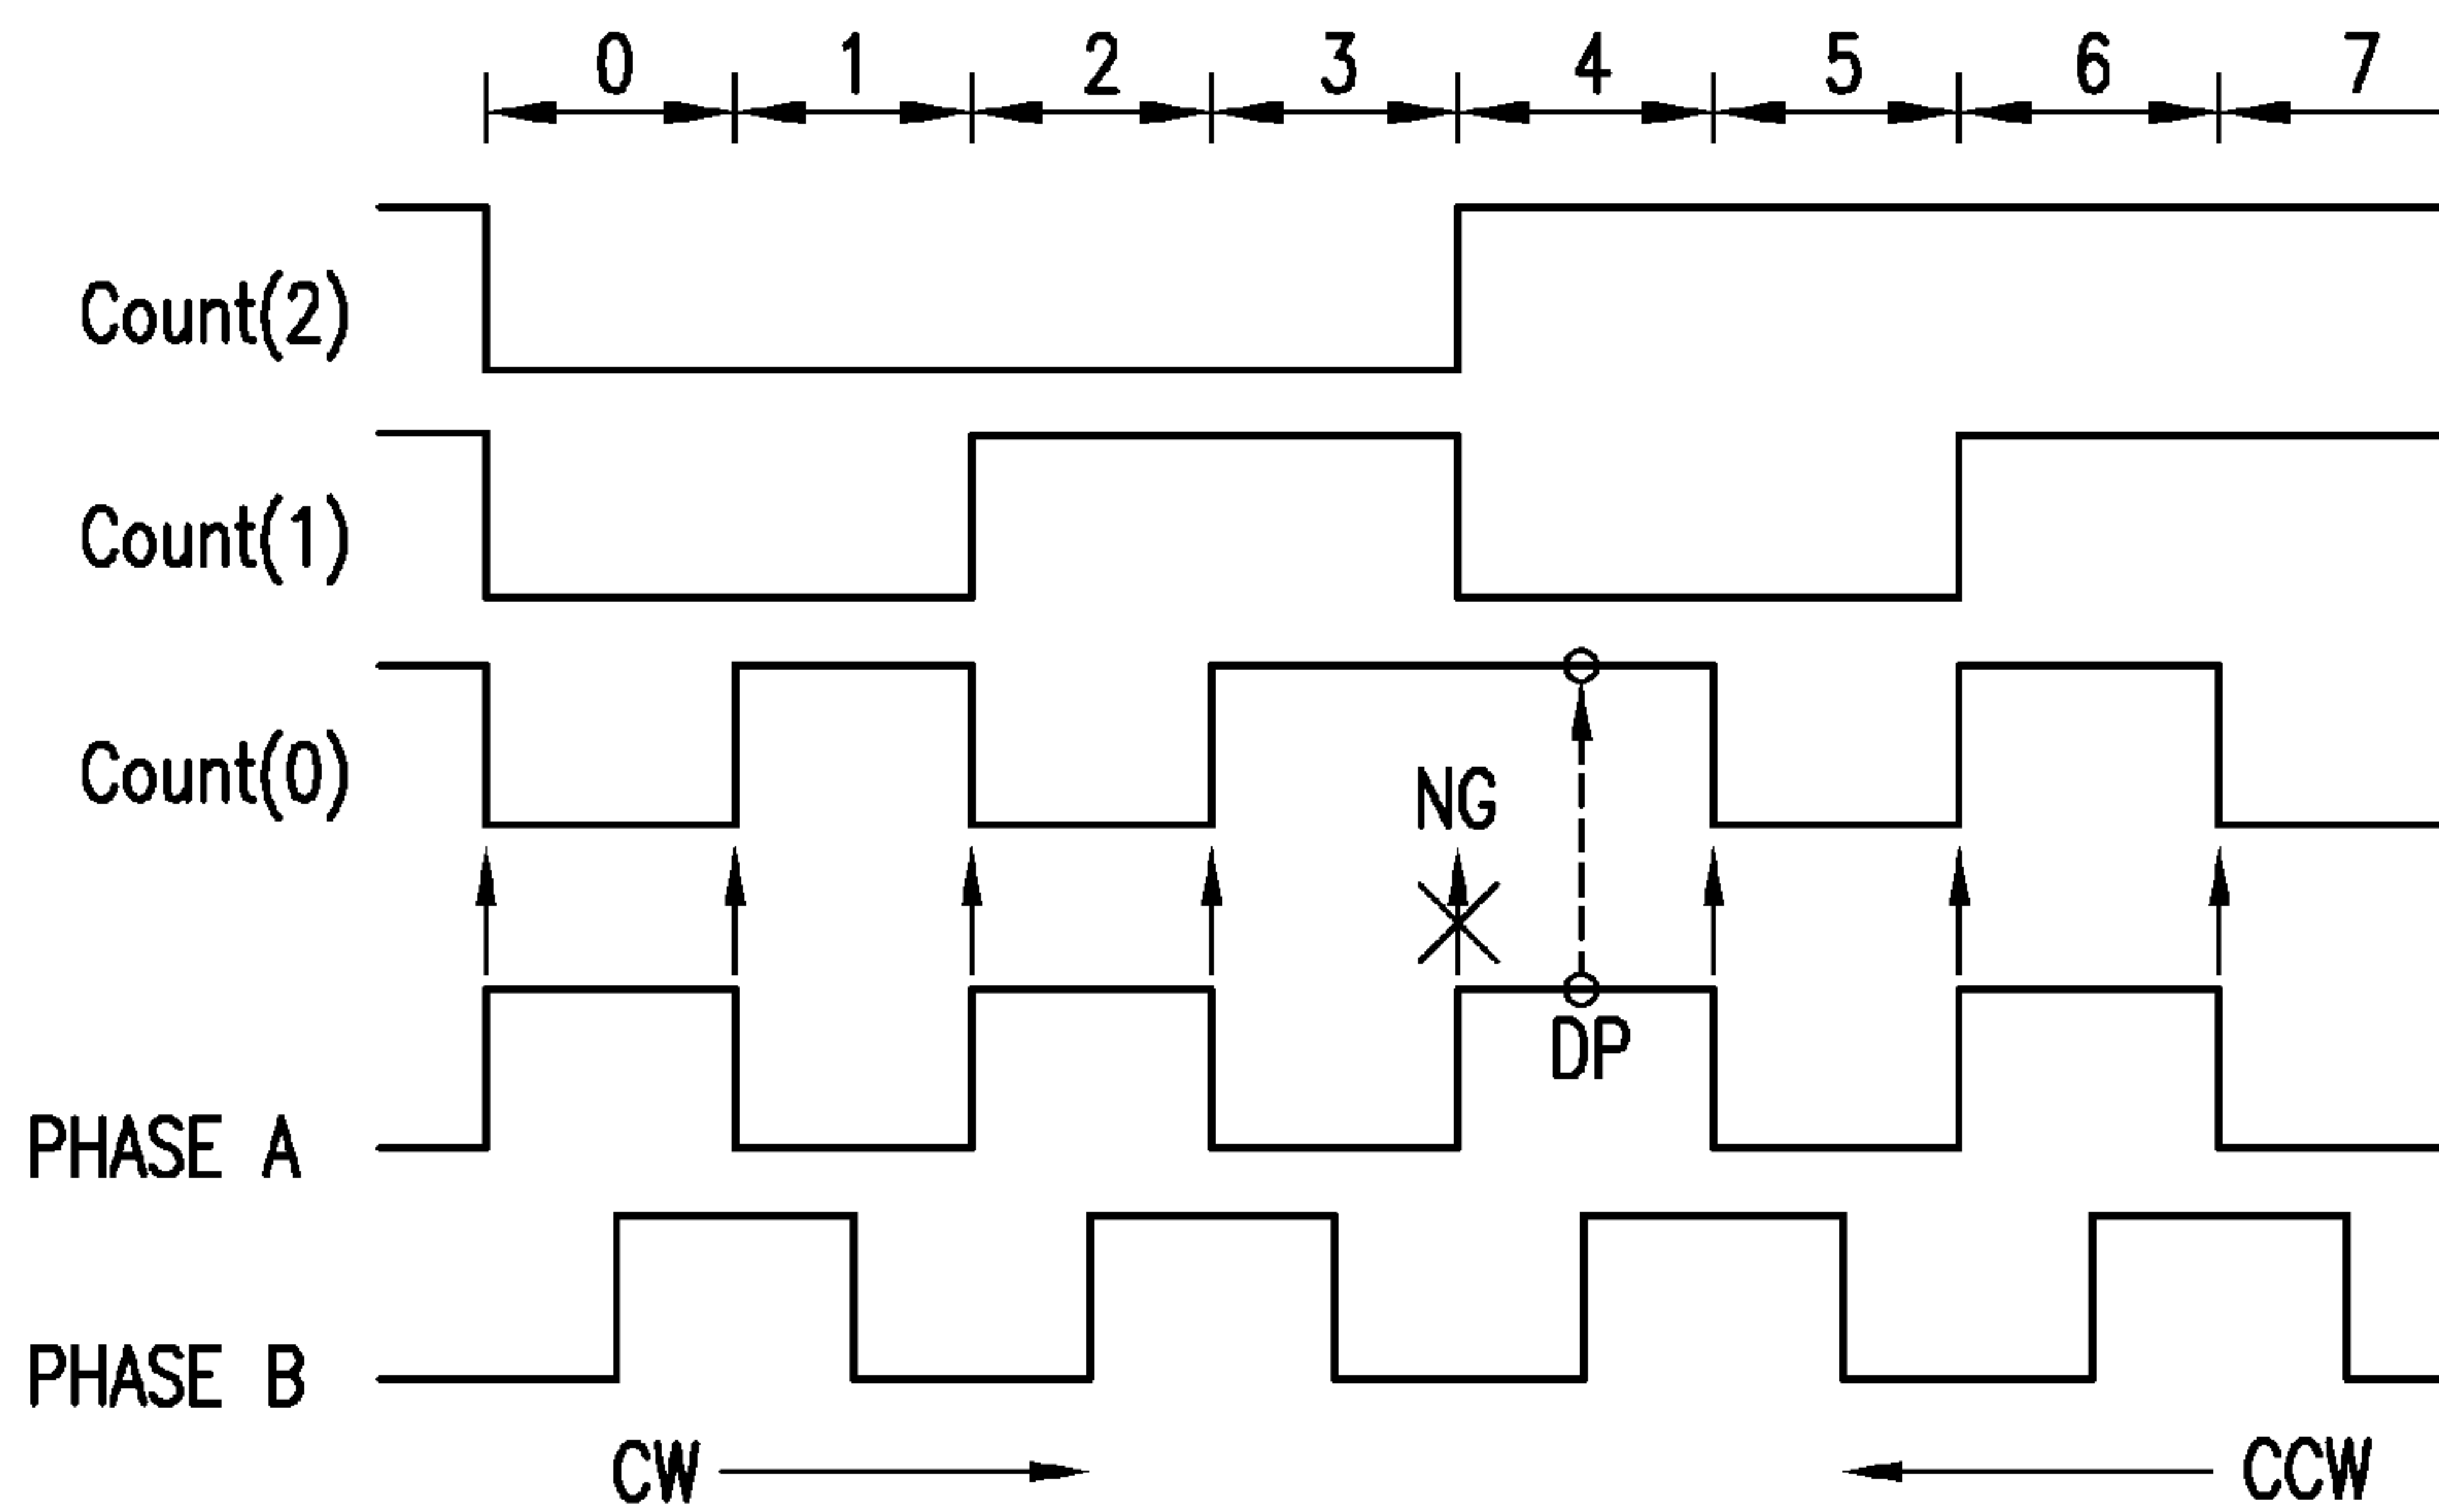 0 1 2 3 4 5 6 7
Count(2)
Count(1)
Count(0)
NG
DP
PHASE A
PHASE B
CW CCW